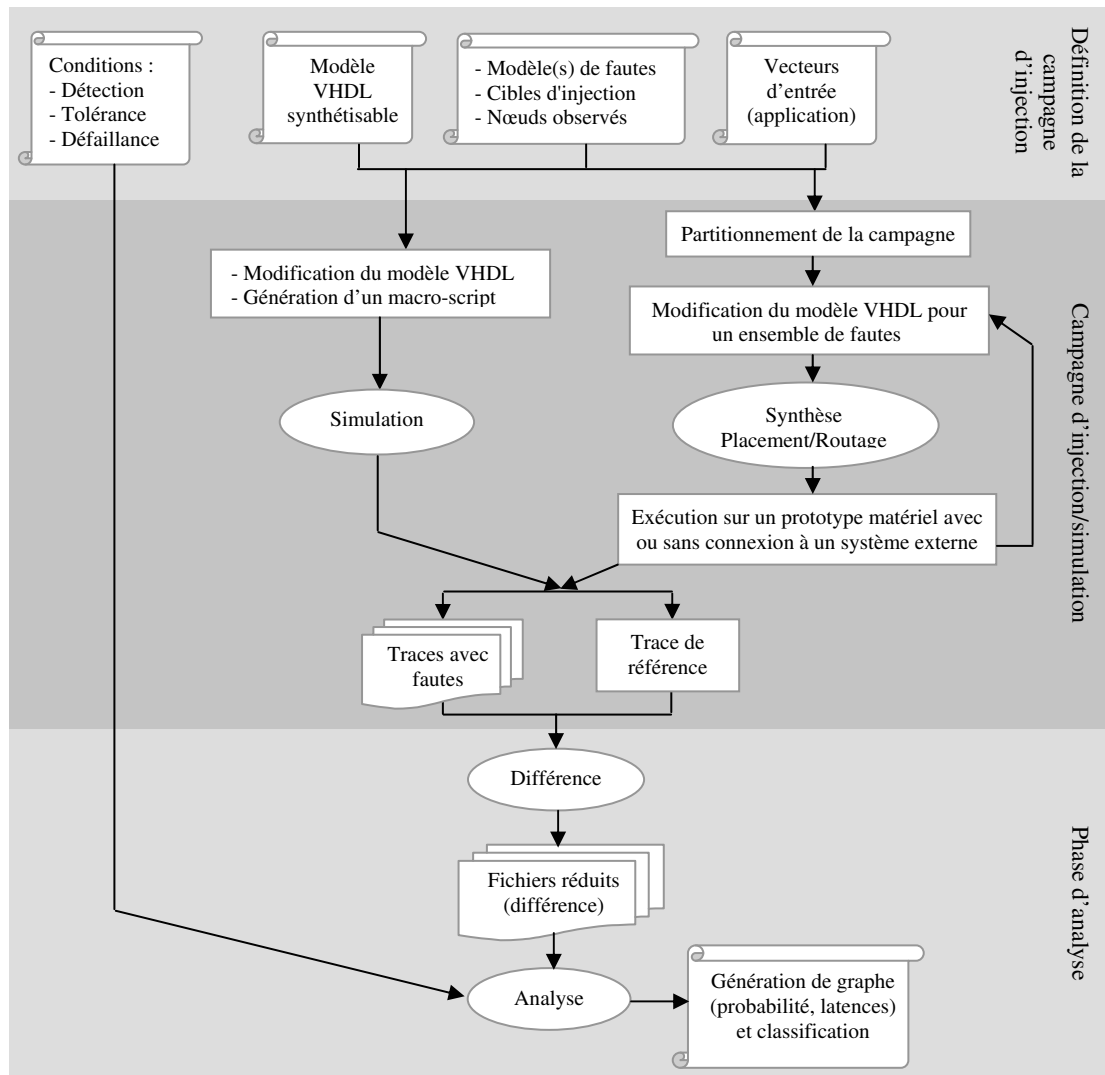 Conditions :
- Détection
- Tolérance
- Défaillance
Modèle
VHDL
synthétisable
- Modèle(s) de fautes
- Cibles d'injection
- Nœuds observés
Vecteurs
d’entrée
(application)
Définition de la
campagne
d’injection
Partitionnement de la campagne
- Modification du modèle VHDL
- Génération d’un macro-script
Modification du modèle VHDL pour
un ensemble de fautes
Simulation
Synthèse
Placement/Routage
Exécution sur un prototype matériel avec
ou sans connexion à un système externe
Campagne d’injection/simulation
Traces avec
fautes
Trace de
référence
Différence
Fichiers réduits
(différence)
Analyse
Génération de graphe
(probabilité, latences)
et classification
Phase d’analyse